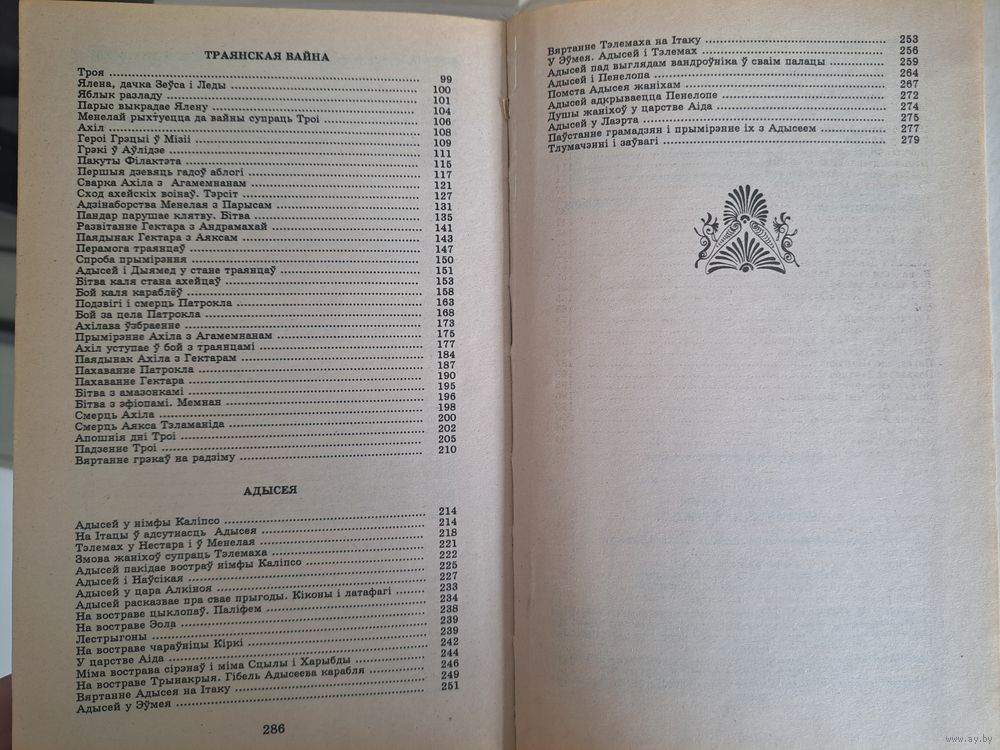 ТРАЯНСКАЯ ВАЙНА
Троя ........ 99
Ялена, дачка Зеўса і Леды ........ 100
Яблык разладу ........ 101
Парыс выкрадае Ялену ........ 104
Менелай рыхтуецца да вайны супраць Троі ........ 106
Ахіл ........ 108
Героі Грэцыі ў Мізіі ........ 109
Грэкі ў Аўлідзе ........ 111
Пакуты Філактэта ........ 115
Першыя дзевяць гадоў аблогі ........ 117
Сварка Ахіла з Агамемнанам ........ 121
Сход ахейскіх воінаў. Тэрсіт ........ 127
Адзінаборства Менелая з Парысам ........ 131
Пандар парушае клятву. Бітва ........ 135
Развітанне Гектара з Андрамахай ........ 141
Паядынак Гектара з Аяксам ........ 143
Перамога траянцаў ........ 147
Спроба прымірэння ........ 150
Адысей і Дыямед у стане траянцаў ........ 151
Бітва каля стана ахейцаў ........ 153
Бой каля караблёў ........ 158
Подзвігі і смерць Патрокла ........ 163
Бой за цела Патрокла ........ 168
Ахілава ўзбраенне ........ 173
Прымірэнне Ахіла з Агамемнанам ........ 175
Ахіл уступае ў бой з траянцамі ........ 177
Паядынак Ахіла з Гектарам ........ 184
Пахаванне Патрокла ........ 187
Пахаванне Гектара ........ 190
Бітва з амазонкамі ........ 195
Бітва з эфіопамі. Мемнан ........ 196
Смерць Ахіла ........ 198
Смерць Аякса Тэламаніда ........ 200
Апошнія дні Троі ........ 202
Падзенне Троі ........ 205
Вяртанне грэкаў на радзіму ........ 210
АДЫСЕЯ
Адысей у німфы Каліпсо ........ 214
На Ітацы ў адсутнасць Адысея ........ 214
Тэлемах у Нестара і ў Менелая ........ 218
Змова жаніхоў супраць Тэлемаха ........ 221
Адысей пакідае востраў німфы Каліпсо ........ 222
Адысей і Наўсікая ........ 225
Адысей у цара Алкіноя ........ 227
Адысей расказвае пра свае прыгоды. Кіконы і латафагі ........ 233
На востраве цыклопаў. Паліфем ........ 234
На востраве Эола ........ 238
Лестрыгоны ........ 239
На востраве чараўніцы Кіркі ........ 239
У царстве Аіда ........ 242
Міма вострава сірэнаў і міма Сцылы і Харыбды ........ 244
На востраве Трынакрыя. Гібель Адысеева карабля ........ 246
Вяртанне Адысея на Ітаку ........ 249
Адысей у Эўмея ........ 251
286
Вяртанне Тэлемаха на Ітаку ........ 253
У Эўмея. Адысей і Тэлемах ........ 256
Адысей пад выглядам вандроўніка ў сваім палацы ........ 259
Адысей і Пенелопа ........ 264
Помста Адысея жаніхам ........ 267
Адысей адкрываецца Пенелопе ........ 272
Душы жаніхоў у царстве Аіда ........ 274
Адысей у Лаэрта ........ 275
Паўстанне грамадзян і прымірэнне іх з Адысеем ........ 277
Тлумачэнні і заўвагі ........ 279
www.ay.by